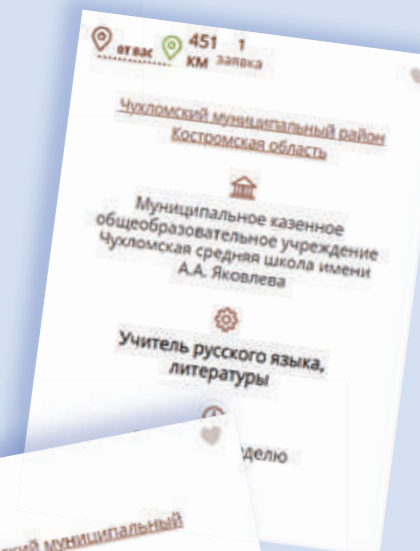 от вас 451 1
км заявка
Чухломский муниципальный район
Костромская область
Муниципальное казенное
общеобразовательное учреждение
Чухломская средняя школа имени
А.А. Яковлева
Учитель русского языка,
литературы
делю
ский муниципальный